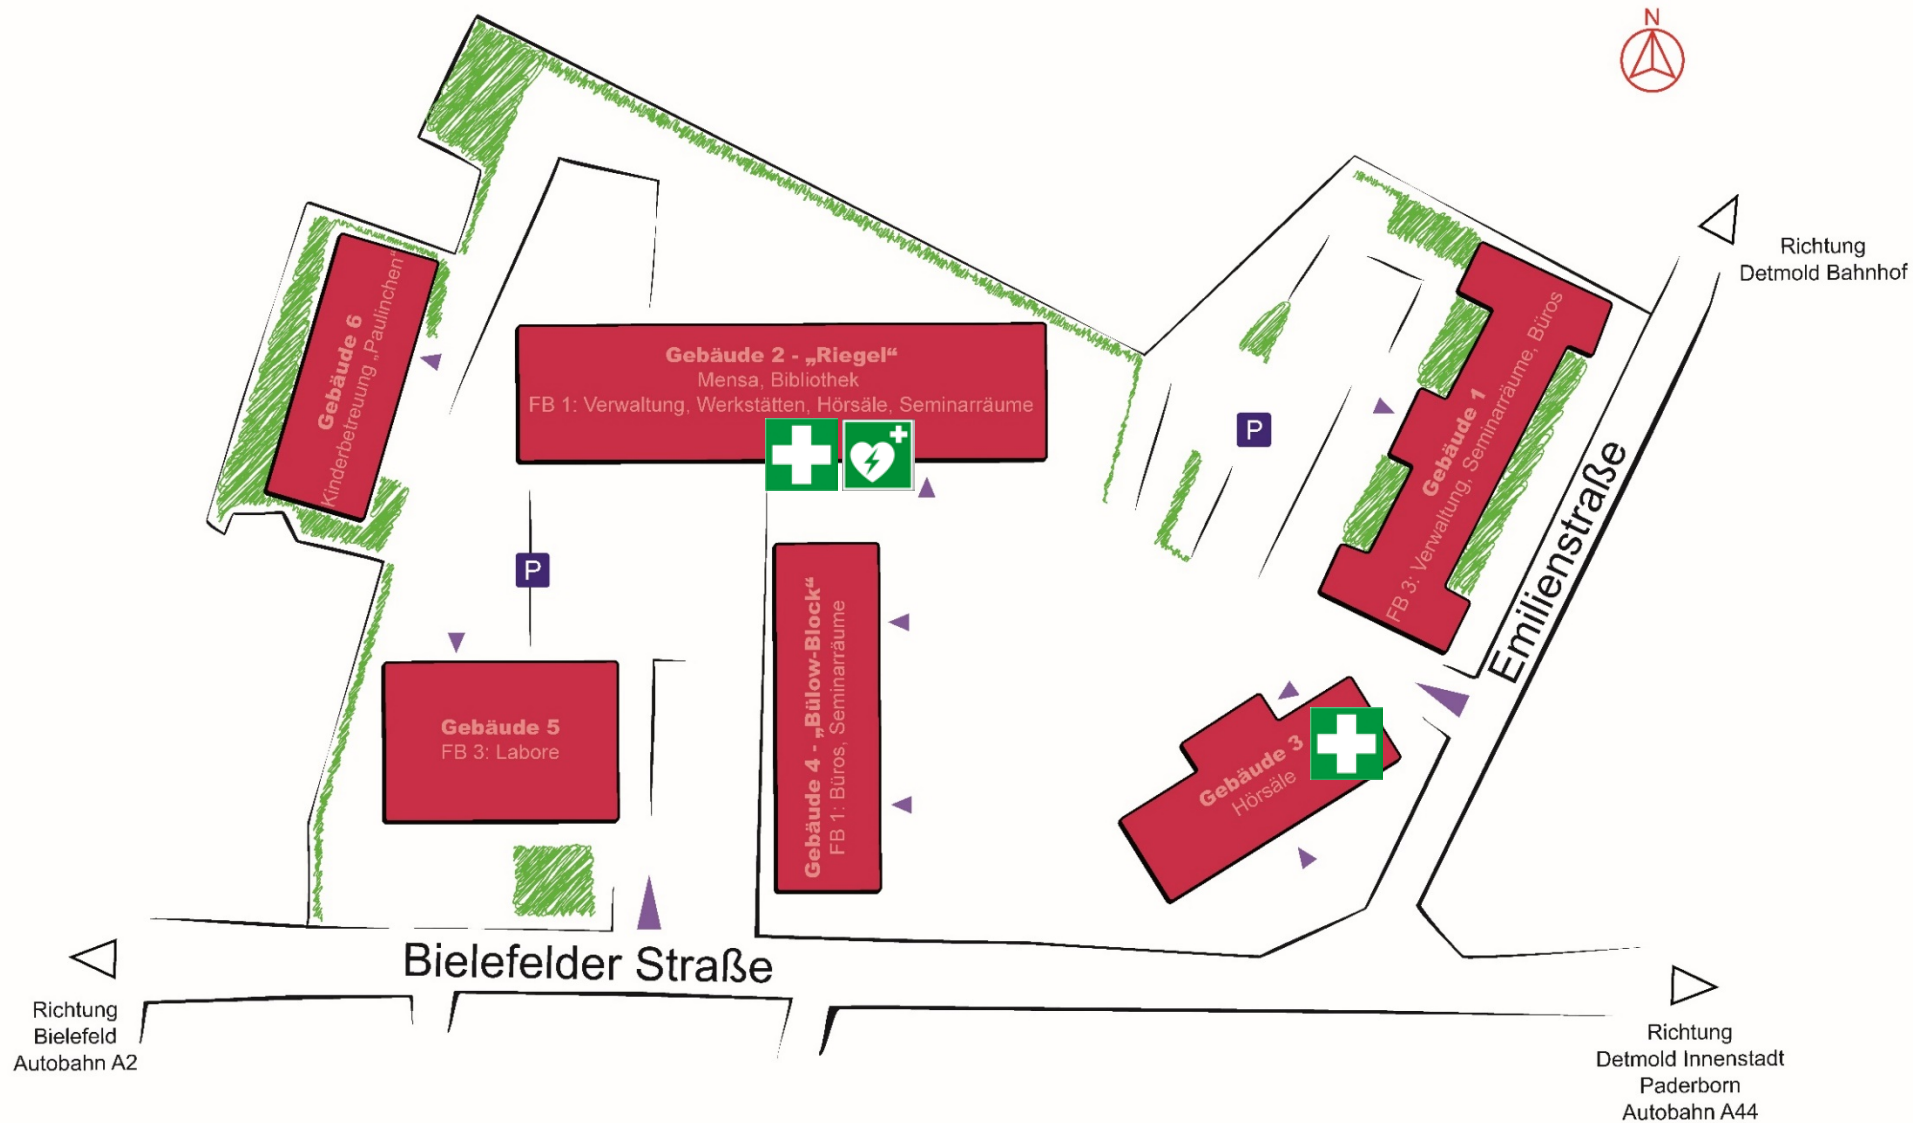 N
Richtung
Detmold Bahnhof
Gebäude 6
Kinderbetreuung „Paulinchen“
Gebäude 2 - „Riegel“
Mensa, Bibliothek
FB 1: Verwaltung, Werkstätten, Hörsäle, Seminarräume
Gebäude 1
FB 3: Verwaltung, Seminarräume, Büros
P
Emilienstraße
P
Gebäude 4 - „Bülow-Block“
FB 1: Büros, Seminarräume
Gebäude 5
FB 3: Labore
Gebäude 3
Hörsäle
Bielefelder Straße
Richtung
Bielefeld
Autobahn A2
Richtung
Detmold Innenstadt
Paderborn
Autobahn A44